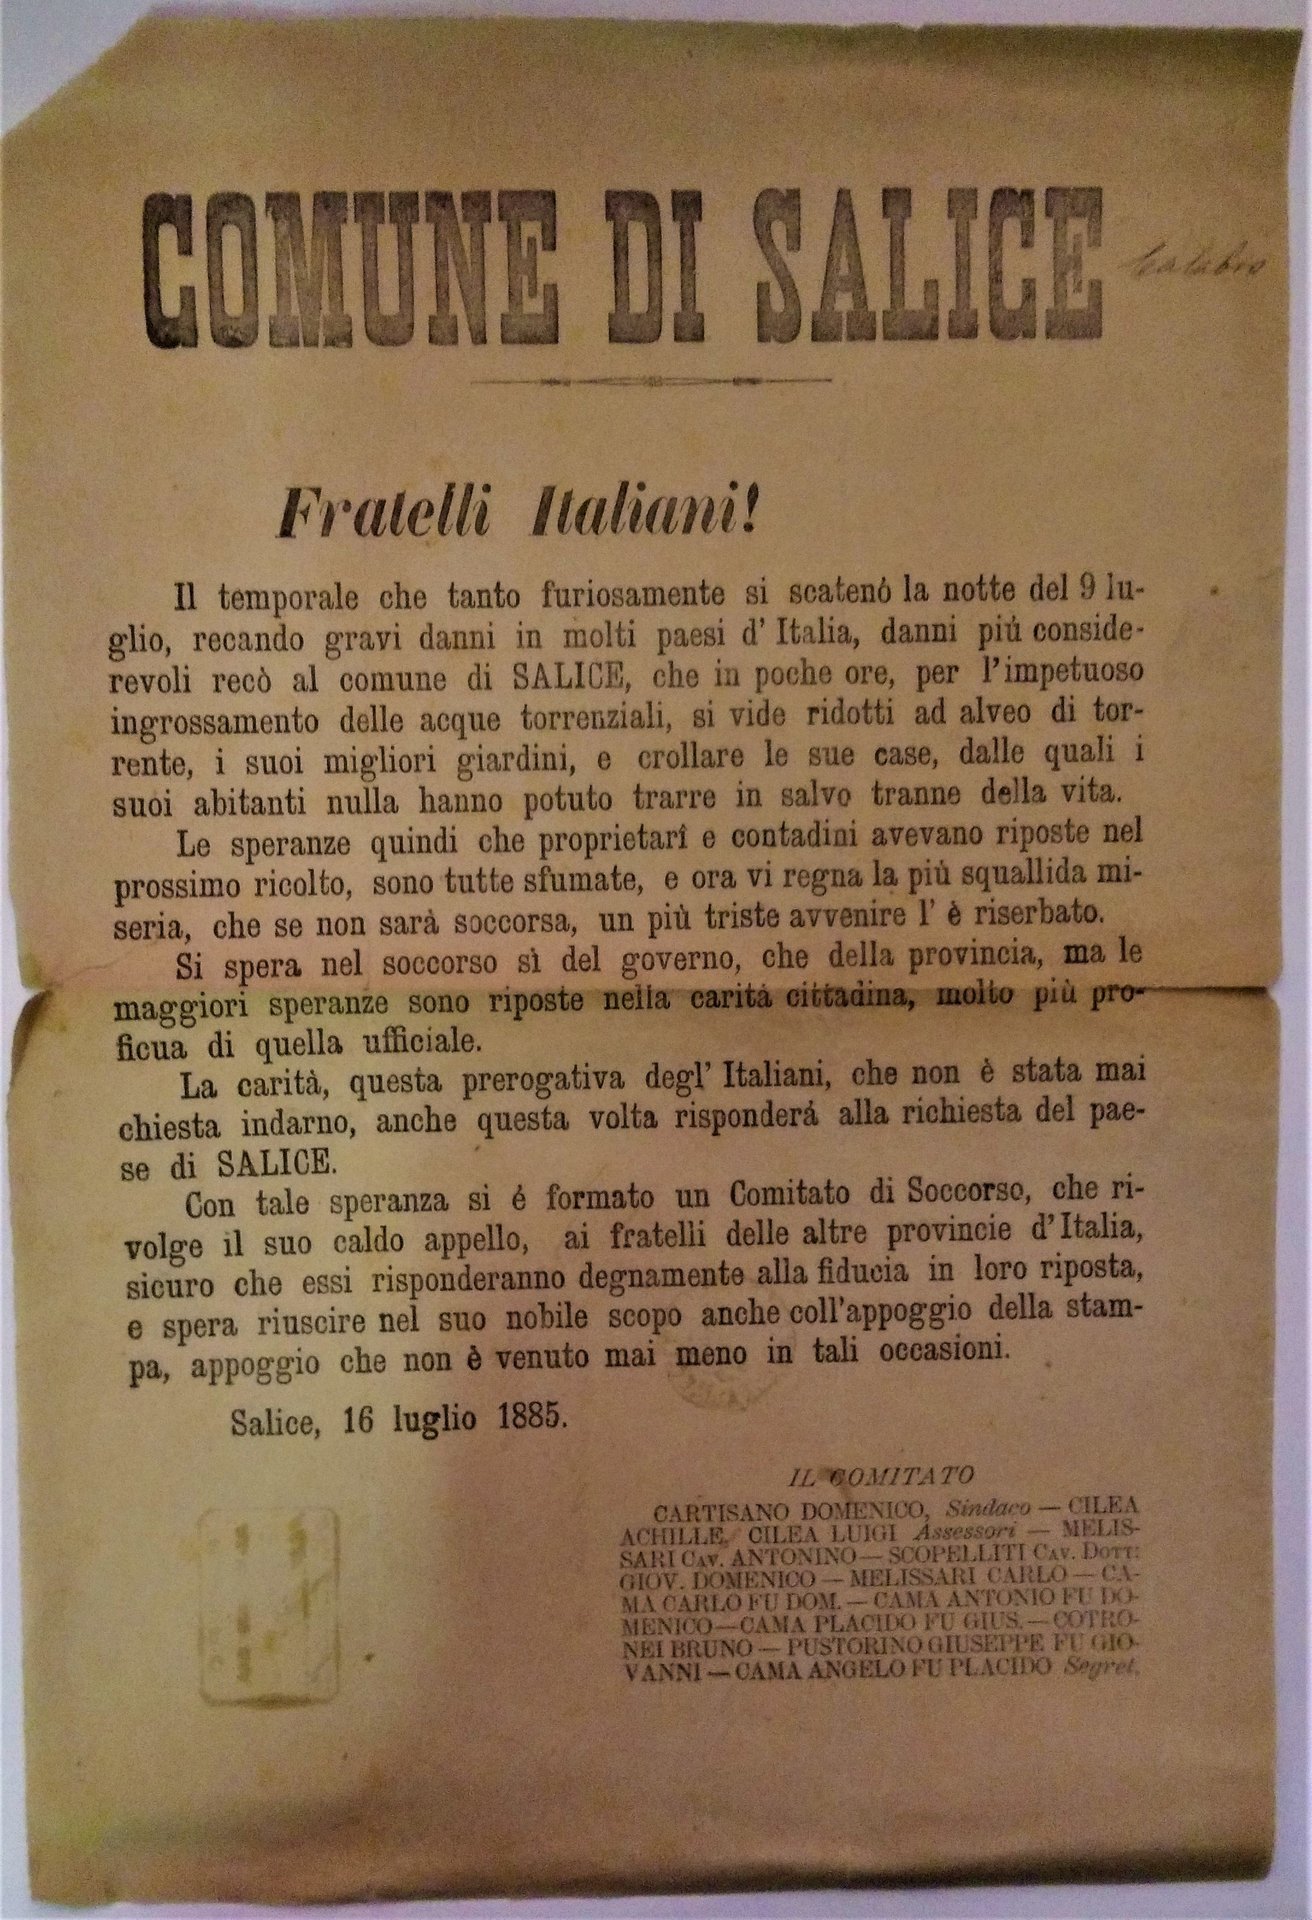 COMUNE DI SALICE
Calabro
Fratelli Italiani!
Il temporale che tanto furiosamente si scatenò la notte del 9 lu-
glio, recando gravi danni in molti paesi d' Italia, danni piú conside-
revoli recò al comune di SALICE, che in poche ore, per l'impetuoso
ingrossamento delle acque torrenziali, si vide ridotti ad alveo di tor-
rente, i suoi migliori giardini, e crollare le sue case, dalle quali i
suoi abitanti nulla hanno potuto trarre in salvo tranne della vita.
Le speranze quindi che proprietarî e contadini avevano riposte nel
prossimo ricolto, sono tutte sfumate, e ora vi regna la più squallida mi-
seria, che se non sarà soccorsa, un più triste avvenire l' è riserbato.
Si spera nel soccorso sì del governo, che della provincia, ma le
maggiori speranze sono riposte nella carità cittadina, molto più pro-
ficua di quella ufficiale.
La carità, questa prerogativa degl' Italiani, che non è stata mai
chiesta indarno, anche questa volta risponderá alla richiesta del pae-
se di SALICE.
Con tale speranza si é formato un Comitato di Soccorso, che ri-
volge il suo caldo appello, ai fratelli delle altre provincie d'Italia,
sicuro che essi risponderanno degnamente alla fiducia in loro riposta,
e spera riuscire nel suo nobile scopo anche coll'appoggio della stam-
pa, appoggio che non è venuto mai meno in tali occasioni.
Salice, 16 luglio 1885.
IL COMITATO
CARTISANO DOMENICO, Sindaco — CILEA
ACHILLE, CILEA LUIGI Assessori — MELIS-
SARI CAV. ANTONINO — SCOPELLITI CAV. DOTT:
GIOV. DOMENICO — MELISSARI CARLO — CA-
MA CARLO FU DOM. — CAMA ANTONIO FU DO-
MENICO — CAMA PLACIDO FU GIUS. — COTRO-
NEI BRUNO — PUSTORINO GIUSEPPE FU GIO-
VANNI — CAMA ANGELO FU PLACIDO Segret.